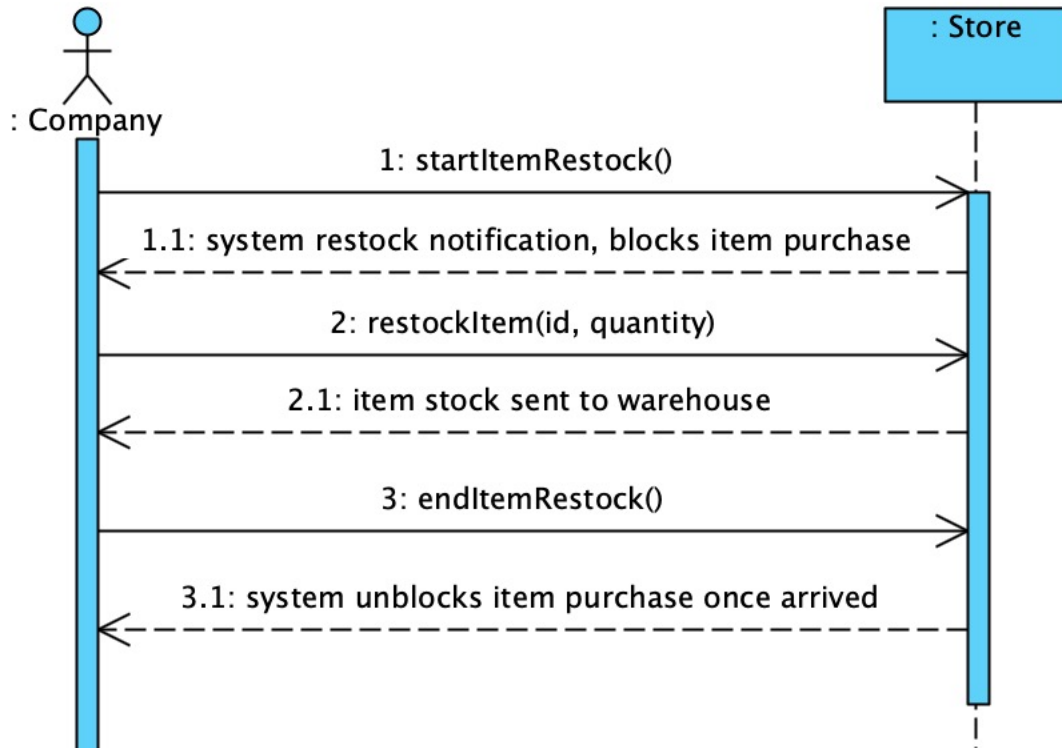 : Store
: Company
1: startItemRestock()
1.1: system restock notification, blocks item purchase
2: restockItem(id, quantity)
2.1: item stock sent to warehouse
3: endItemRestock()
3.1: system unblocks item purchase once arrived